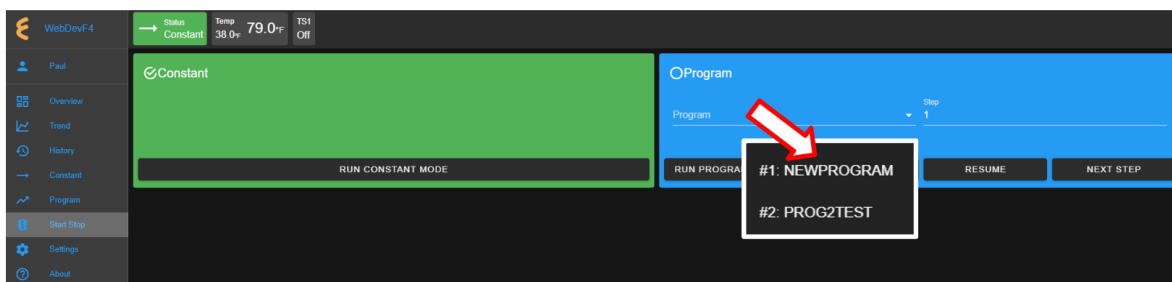 WebDevF4
Status
Constant
Temp
38.0°F
79.0°F
TS1
Off
Paul
Overview
Trend
History
Constant
Program
Start Stop
Settings
About
Constant
RUN CONSTANT MODE
Program
Program
Step
1
RUN PROGRA
RESUME
NEXT STEP
#1: NEWPROGRAM
#2: PROG2TEST